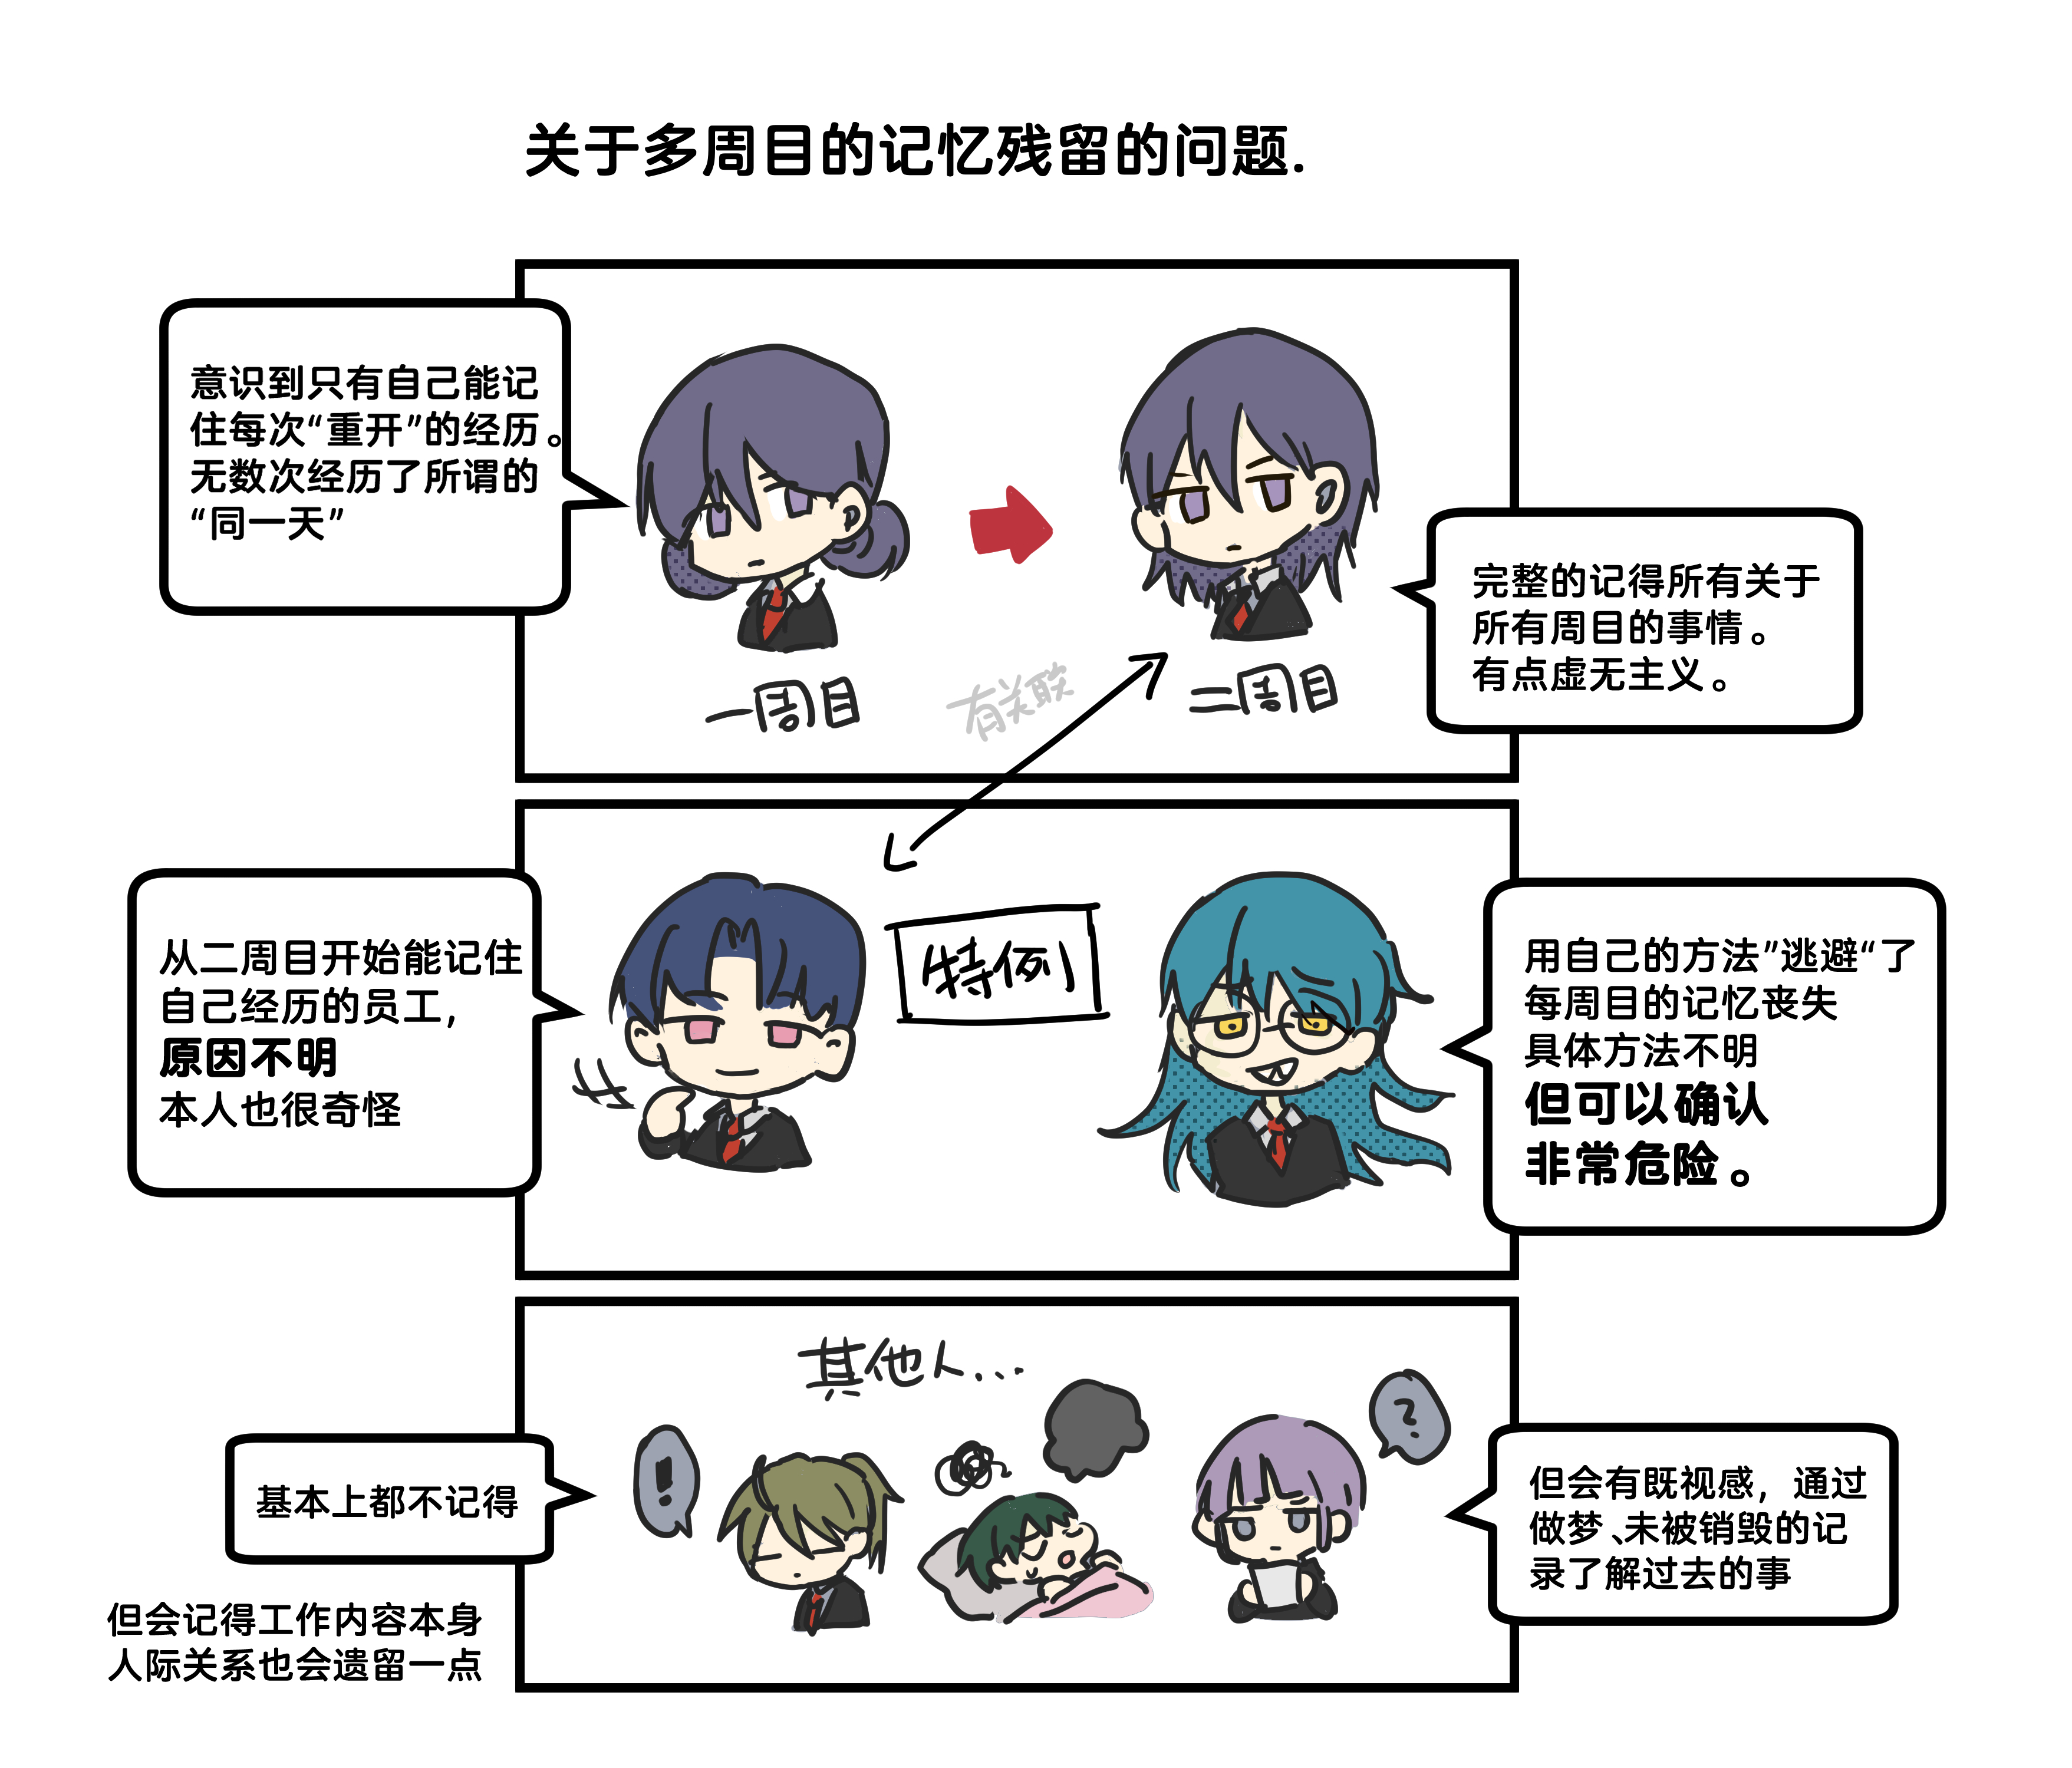 关于多周目的记忆残留的问题.
意识到只有自己能记
住每次“重开”的经历。
无数次经历了所谓的
“同一天”
完整的记得所有关于
所有周目的事情。
有点虚无主义。
一周目
有关联
二周目
从二周目开始能记住
自己经历的员工,
原因不明
本人也很奇怪
特例
用自己的方法”逃避“了
每周目的记忆丧失
具体方法不明
但可以确认
非常危险。
其他人...
!
?
基本上都不记得
但会记得工作内容本身
人际关系也会遗留一点
但会有既视感，通过
做梦、未被销毁的记
录了解过去的事